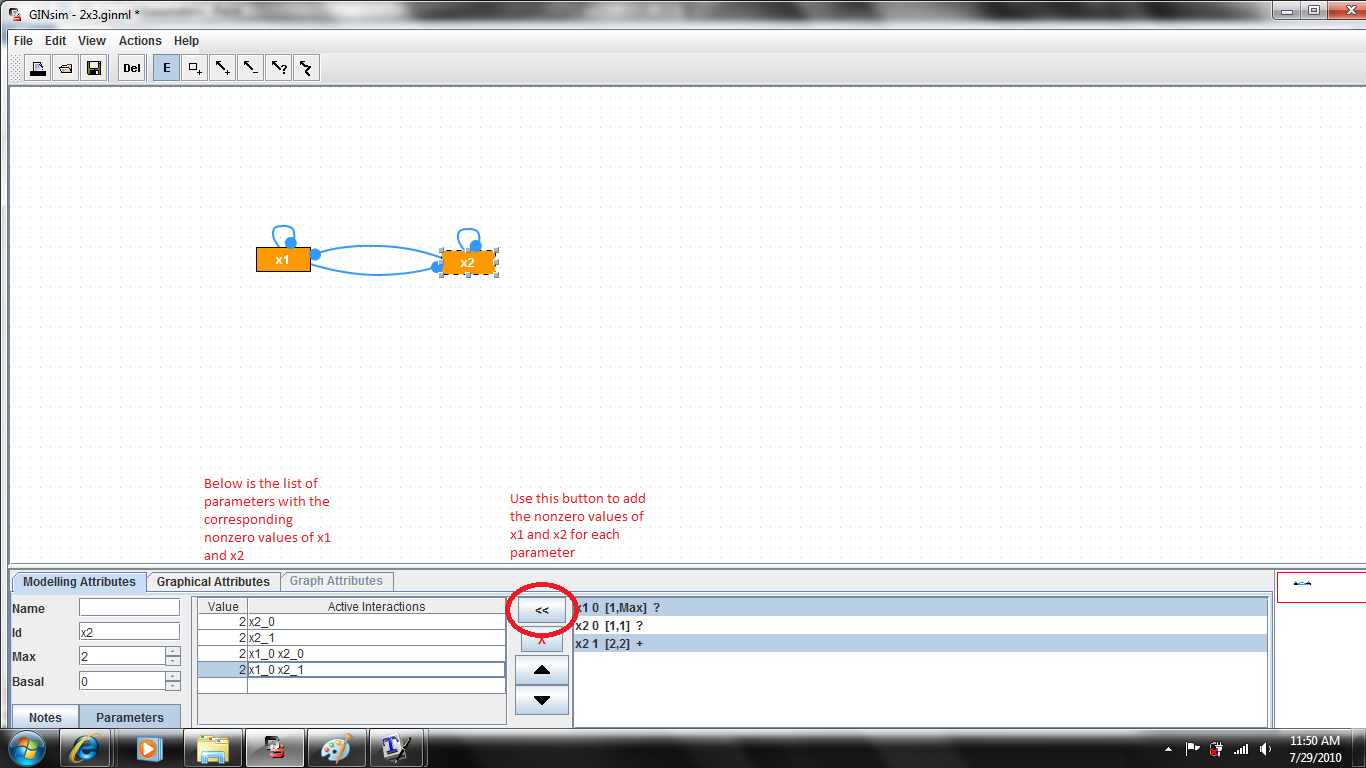 GINsim - 2x3.ginml *
File Edit View Actions Help
Del E
x1
x2
Below is the list of
parameters with the
corresponding
nonzero values of x1
and x2
Use this button to add
the nonzero values of
x1 and x2 for each
parameter
Modelling Attributes Graphical Attributes Graph Attributes
Name
Id x2
Max 2
Basal 0
Notes Parameters
Value Active Interactions
2 x2_0
2 x2_1
2 x1_0 x2_0
2 x1_0 x2_1
<<
X
x1 0 [1,Max] ?
x2 0 [1,1] ?
x2 1 [2,2] +
11:50 AM
7/29/2010